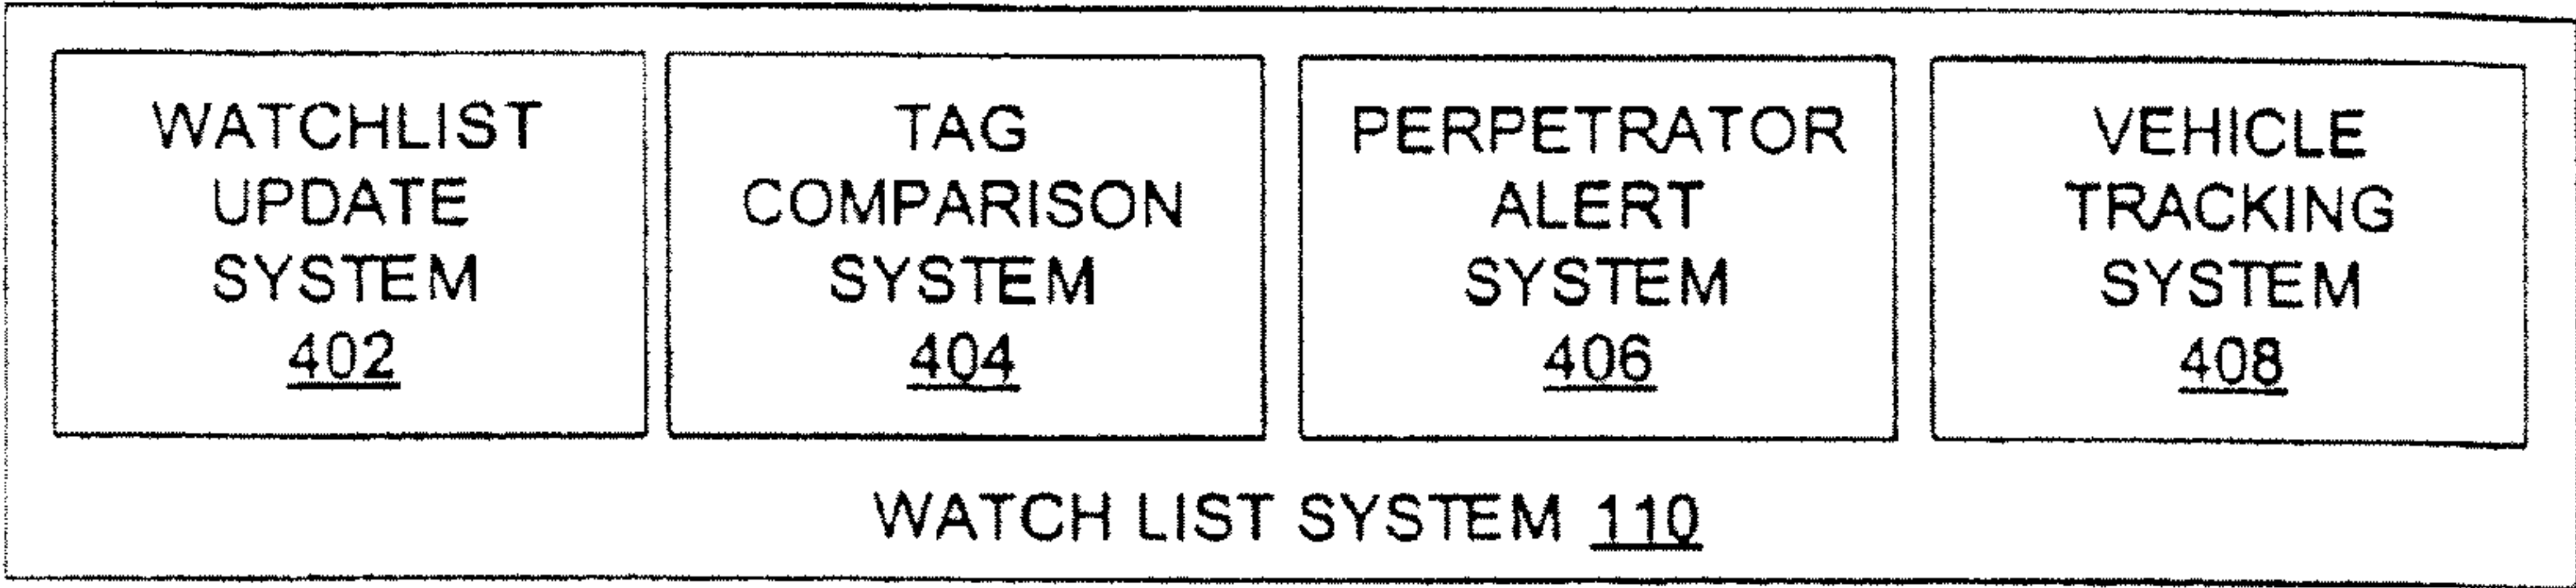 WATCHLIST
UPDATE
SYSTEM
402
TAG
COMPARISON
SYSTEM
404
PERPETRATOR
ALERT
SYSTEM
406
VEHICLE
TRACKING
SYSTEM
408
WATCH LIST SYSTEM 110